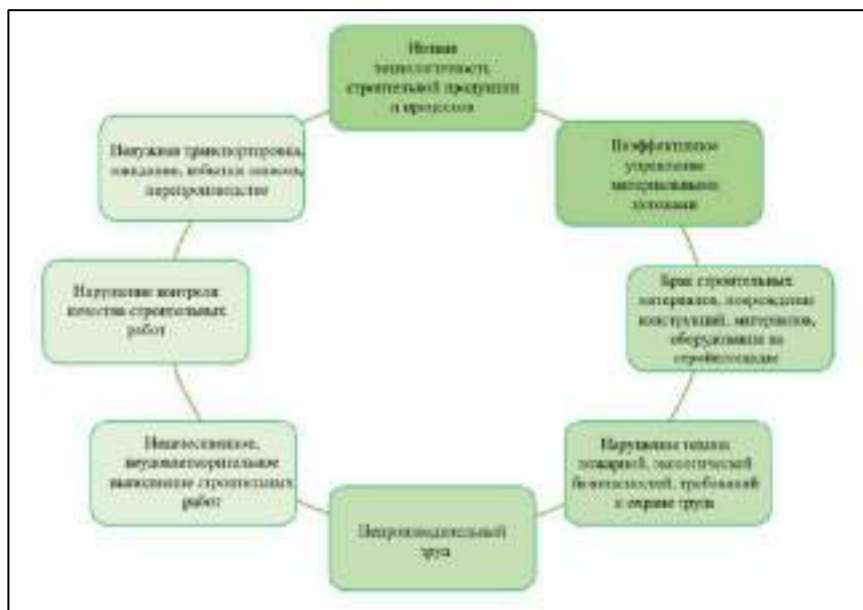 Низкая
технологичность
строительной продукции
и процессов
Неэффективное
управление
материальными
потоками
Брак строительных
материалов, повреждение
конструкций, материалов,
оборудования на
стройплощадке
Нарушение
пожарной, экологической
безопасностей, требований
к охране труда
Непроизводительный
труд
Некачественное,
неудовлетворительное
выполнение строительных
работ
Нарушение контроля
качества строительных
работ
Ненужная транспортировка,
ожидание, избыток запасов,
перепроизводство